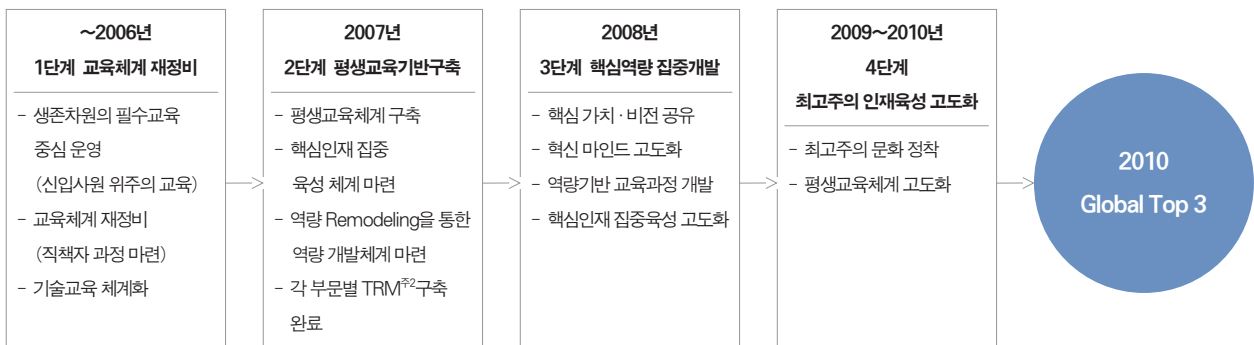 ~2006년
1단계 교육체계 재정비
- 생존차원의 필수교육
중심 운영
(신입사원 위주의 교육)
- 교육체계 재정비
(직책자 과정 마련)
- 기술교육 체계화
2007년
2단계 평생교육기반구축
- 평생교육체계 구축
- 핵심인재 집중
육성 체계 마련
- 역량 Remodeling을 통한
역량 개발체계 마련
- 각 부문별 TRM주2구축
완료
2008년
3단계 핵심역량 집중개발
- 핵심 가치 · 비전 공유
- 혁신 마인드 고도화
- 역량기반 교육과정 개발
- 핵심인재 집중육성 고도화
2009~2010년
4단계
최고주의 인재육성 고도화
- 최고주의 문화 정착
- 평생교육체계 고도화
2010
Global Top 3